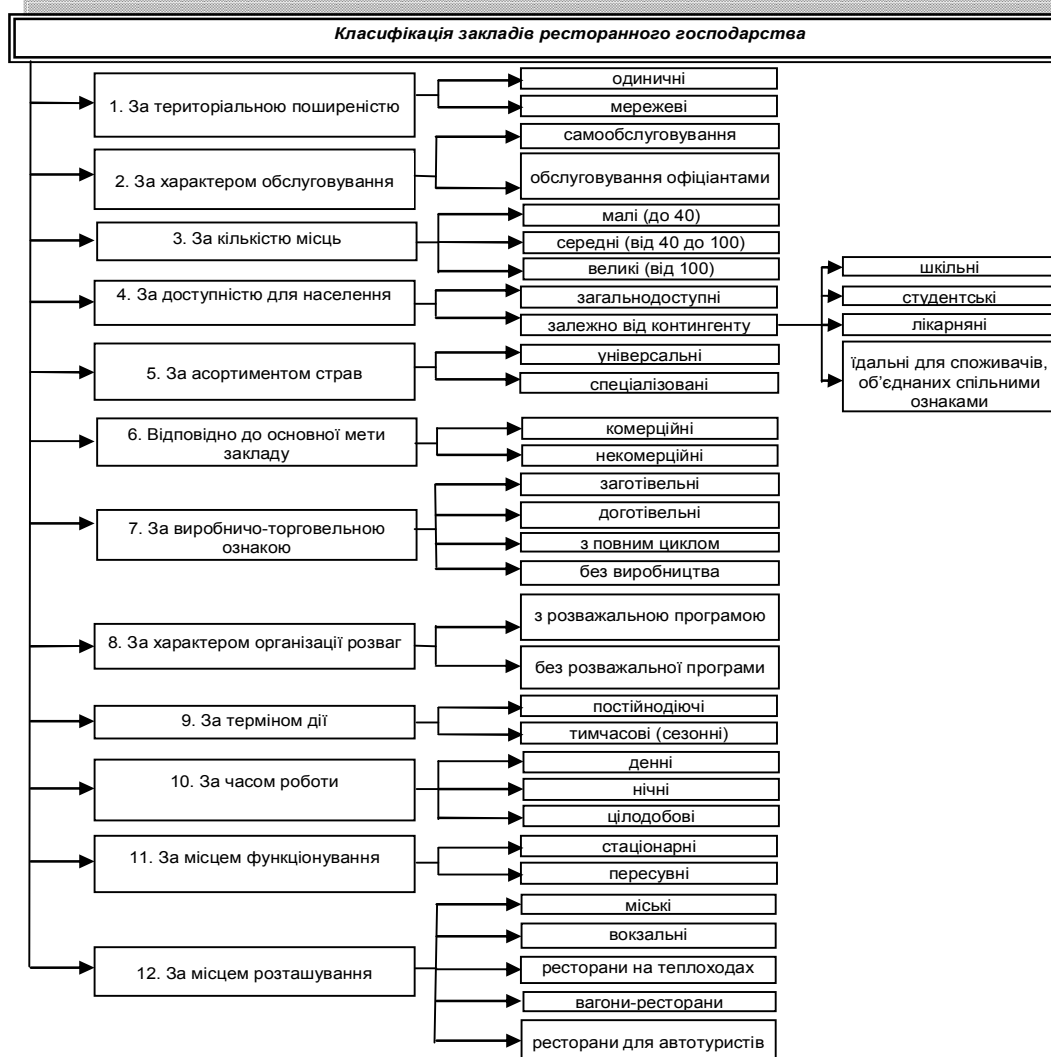 Класифікація закладів ресторанного господарства
1. За територіальною поширеністю
одиничні
мережеві
2. За характером обслуговування
самообслуговування
обслуговування офіціантами
3. За кількістю місць
малі (до 40)
середні (від 40 до 100)
великі (від 100)
4. За доступністю для населення
загальнодоступні
залежно від контингенту
шкільні
студентські
лікарняні
їдальні для споживачів,
об’єднаних спільними
ознаками
5. За асортиментом страв
універсальні
спеціалізовані
6. Відповідно до основної мети
закладу
комерційні
некомерційні
7. За виробничо-торговельною
ознакою
заготівельні
доготівельні
з повним циклом
без виробництва
8. За характером організації розваг
з розважальною програмою
без розважальної програми
9. За терміном дії
постійнодіючі
тимчасові (сезонні)
10. За часом роботи
денні
нічні
цілодобові
11. За місцем функціонування
стаціонарні
пересувні
12. За місцем розташування
міські
вокзальні
ресторани на теплоходах
вагони-ресторани
ресторани для автотуристів